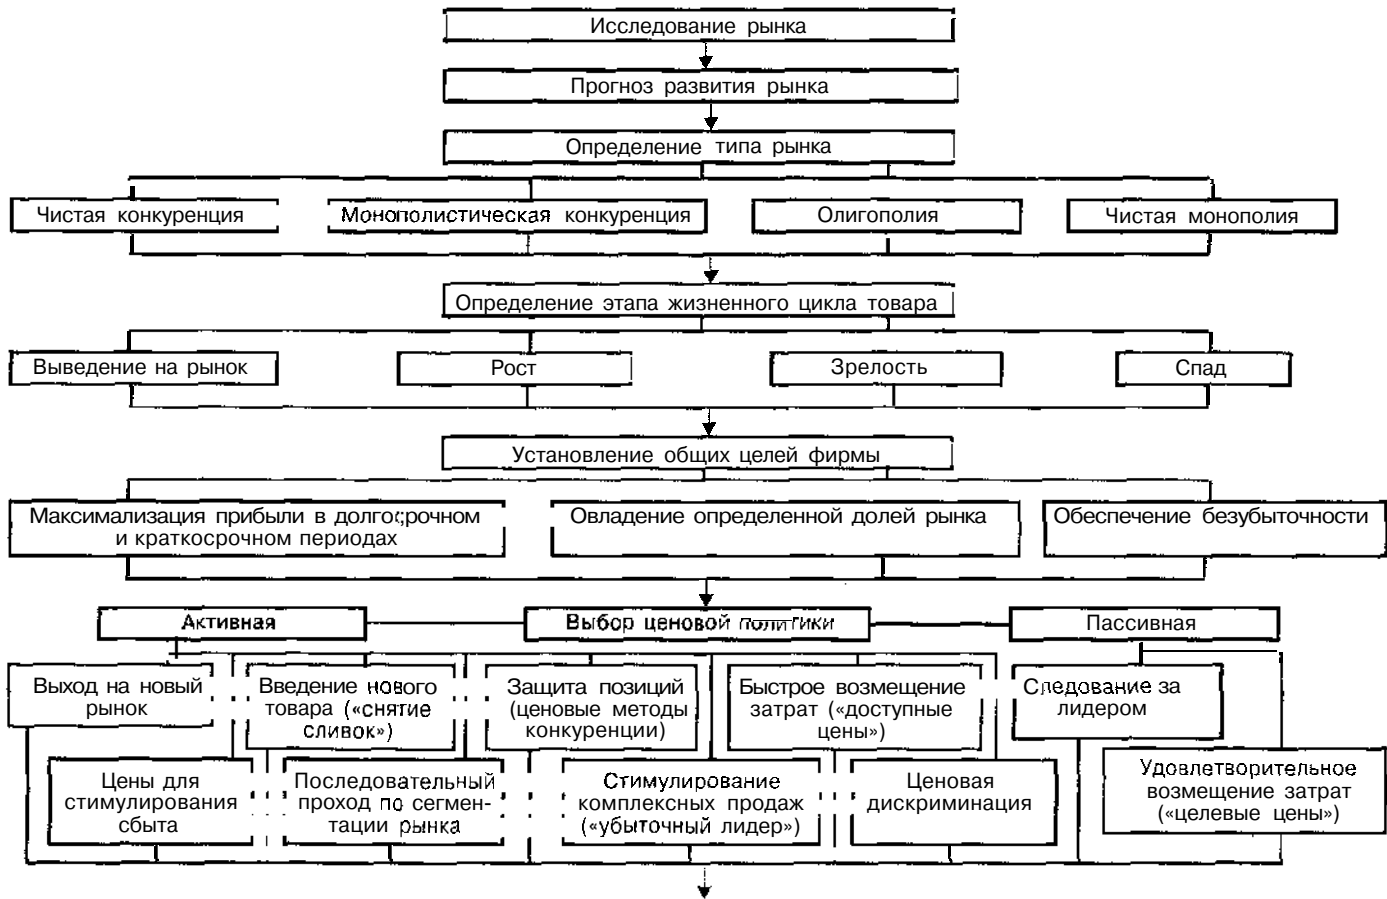 Исследование рынка
Прогноз развития рынка
Определение типа рынка
Чистая конкуренция
Монополистическая конкуренция
Олигополия
Чистая монополия
Определение этапа жизненного цикла товара
Выведение на рынок
Рост
Зрелость
Спад
Установление общих целей фирмы
Максимализация прибыли в долгосрочном
и краткосрочном периодах
Овладение определенной долей рынка
Обеспечение безубыточности
Активная
Выбор ценовой политики
Пассивная
Выход на новый
рынок
Введение нового
товара («снятие
сливок»)
Защита позиций
(ценовые методы
конкуренции)
Быстрое возмещение
затрат («доступные
цены»)
Следование за
лидером
Цены для
стимулирования
сбыта
Последовательный
проход по сегмен-
тации рынка
Стимулирование
комплексных продаж
(«убыточный лидер»)
Ценовая
дискриминация
Удовлетворительное
возмещение затрат
(«целевые цены»)